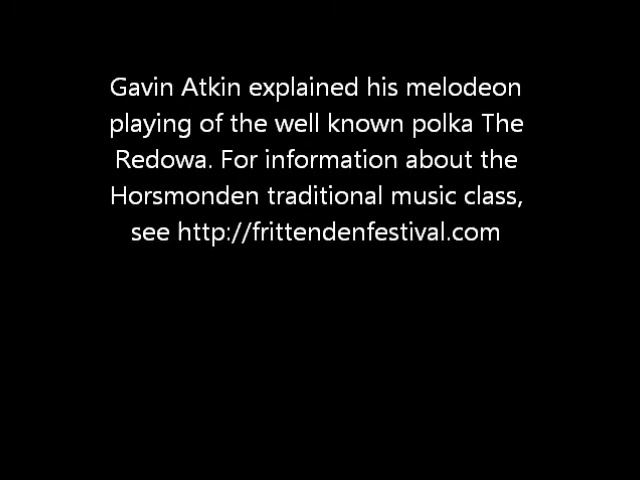 Gavin Atkin explained his melodeon
playing of the well known polka The
Redowa. For information about the
Horsmonden traditional music class,
see http://frittendenfestival.com